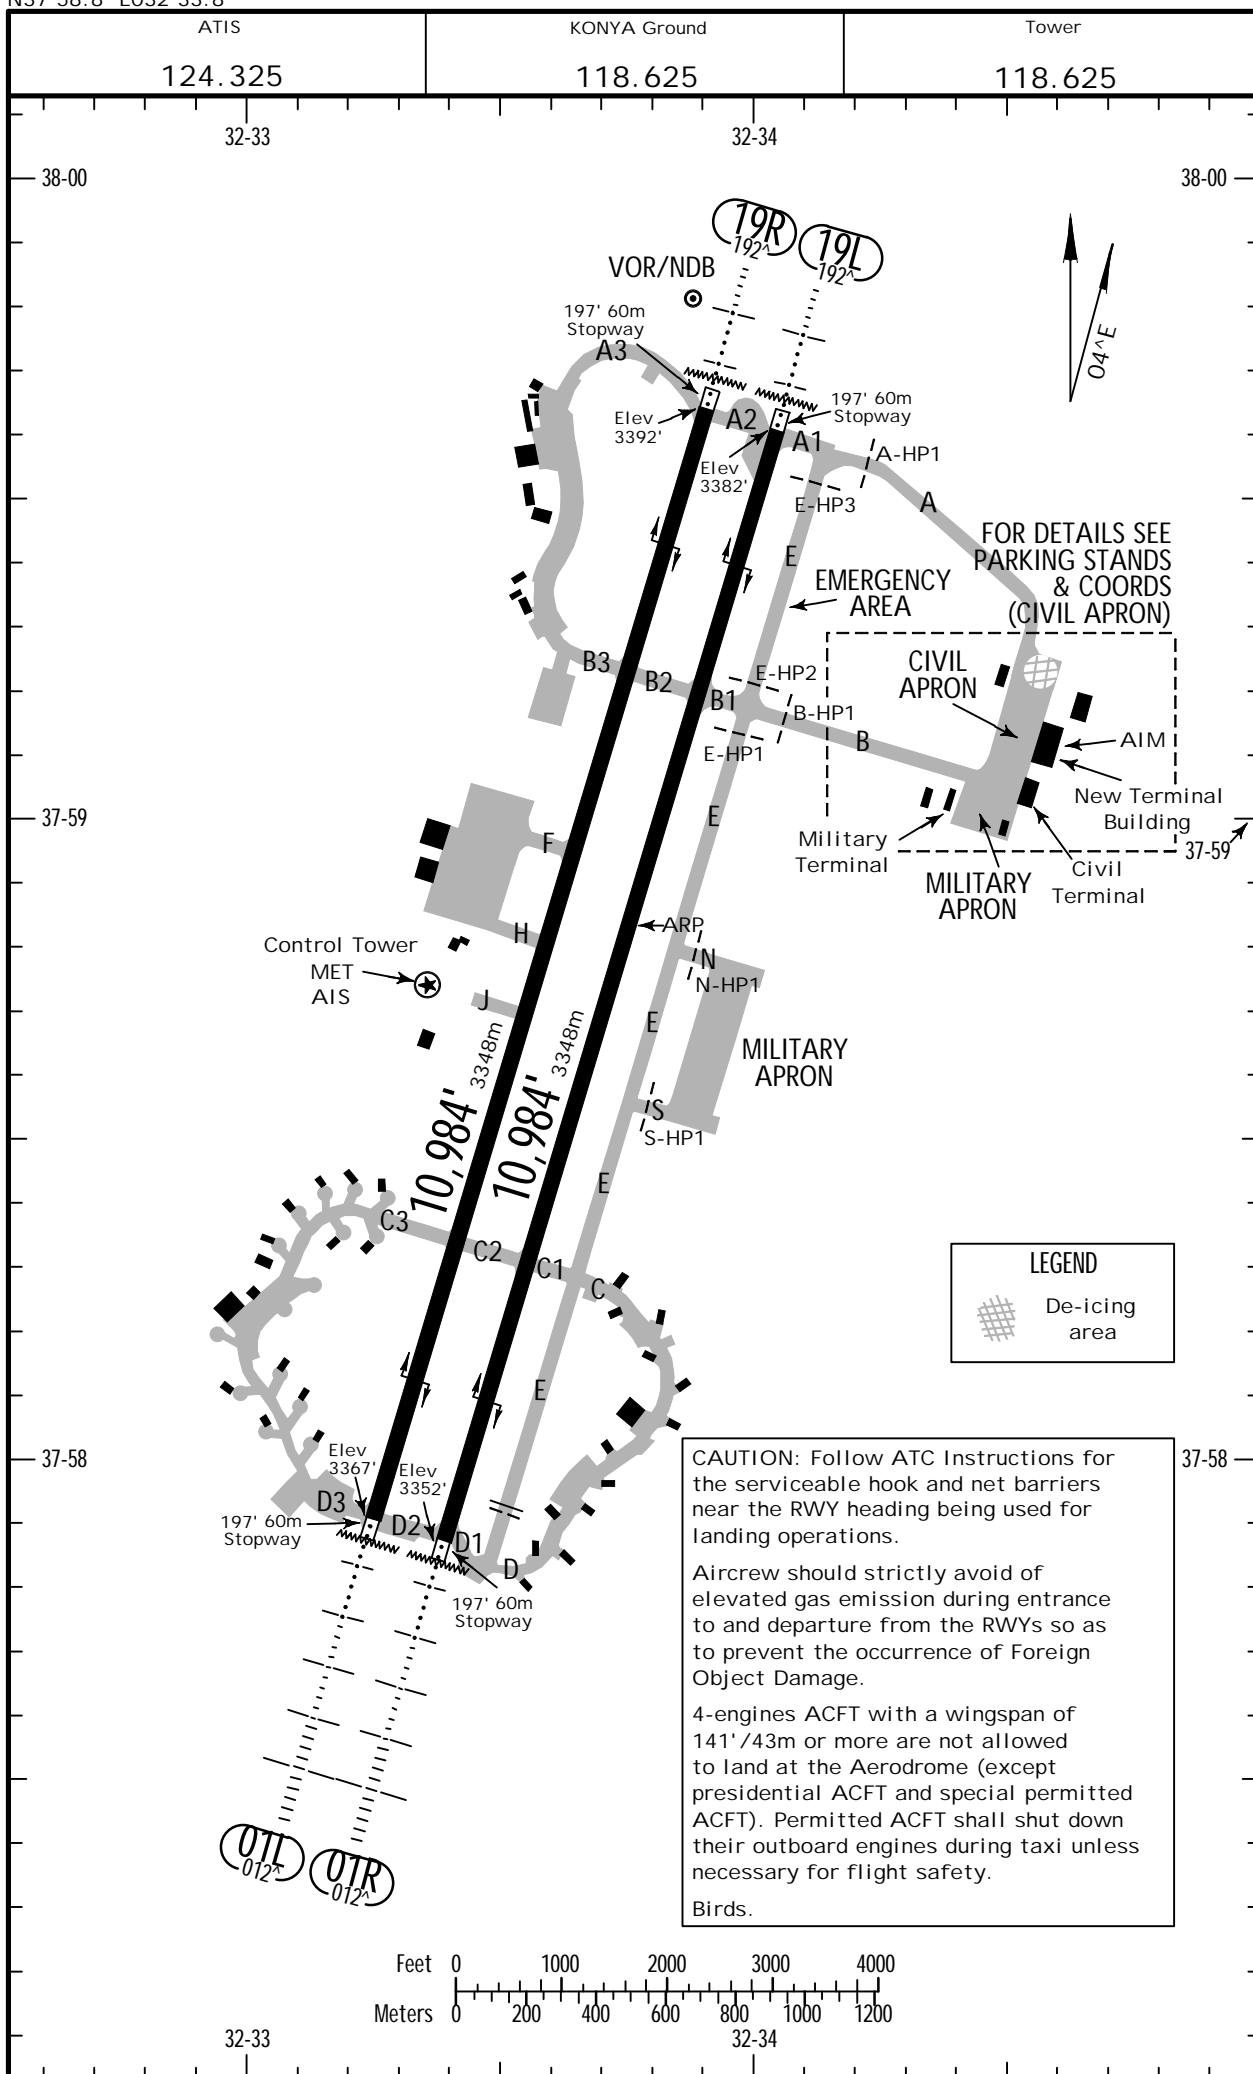 N37 58.8 E032 33.8
ATIS
124.325
KONYA Ground
118.625
Tower
118.625
32-33
32-34
38-00
38-00
19R
192^
19L
192^
VOR/NDB
04^E
197' 60m
Stopway
A3
A2
197' 60m
Stopway
Elev
3392'
A1
A-HP1
Elev
3382'
E-HP3
A
E
FOR DETAILS SEE
PARKING STANDS
& COORDS
(CIVIL APRON)
EMERGENCY
AREA
B3
B2
E-HP2
B1
B-HP1
E-HP1
B
CIVIL
APRON
AIM
New Terminal
Building
37-59
37-59
E
Military
Terminal
MILITARY
APRON
Civil
Terminal
F
H
ARP
N
N-HP1
Control Tower
MET
AIS
J
E
MILITARY
APRON
10,984'
3348m
10,984'
3348m
S
S-HP1
E
C3
C2
C1
C
LEGEND
De-icing
area
E
37-58
37-58
Elev
3367'
Elev
3352'
D3
D2
D1
D
197' 60m
Stopway
197' 60m
Stopway
CAUTION: Follow ATC Instructions for
the serviceable hook and net barriers
near the RWY heading being used for
landing operations.
Aircrew should strictly avoid of
elevated gas emission during entrance
to and departure from the RWYs so as
to prevent the occurrence of Foreign
Object Damage.
4-engines ACFT with a wingspan of
141'/43m or more are not allowed
to land at the Aerodrome (except
presidential ACFT and special permitted
ACFT). Permitted ACFT shall shut down
their outboard engines during taxi unless
necessary for flight safety.
Birds.
01L
012^
01R
012^
Feet 0 1000 2000 3000 4000
Meters 0 200 400 600 800 1000 1200
32-33
32-34